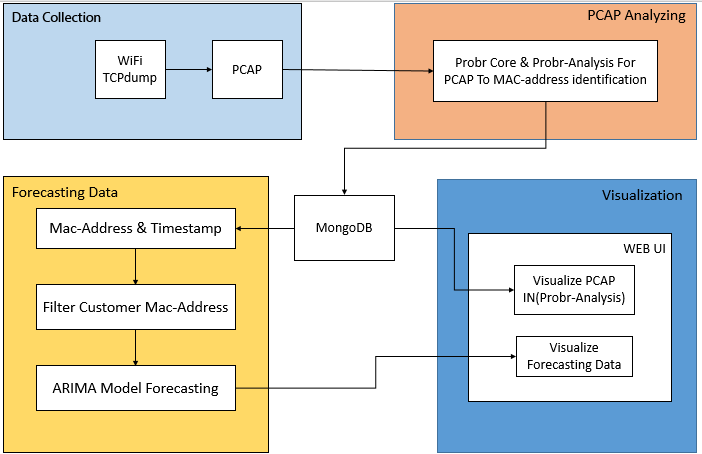 Data Collection
WiFi
TCPdump
PCAP
PCAP Analyzing
Probr Core & Probr-Analysis For
PCAP To MAC-address identification
Forecasting Data
Mac-Address & Timestamp
Filter Customer Mac-Address
ARIMA Model Forecasting
MongoDB
Visualization
WEB UI
Visualize PCAP
IN(Probr-Analysis)
Visualize
Forecasting Data